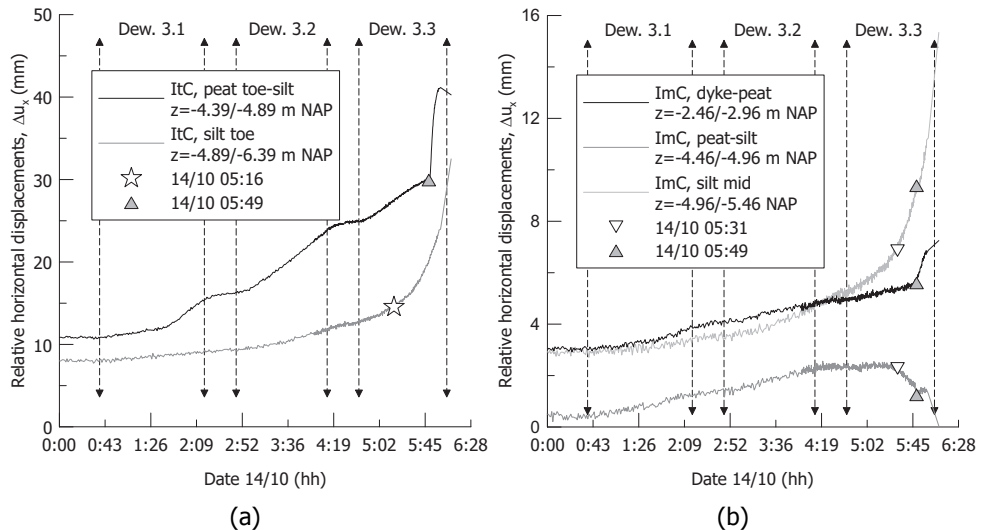 50
40
30
20
10
0
Relative horizontal displacements, Δuₓ (mm)
Dew. 3.1
Dew. 3.2
Dew. 3.3
ItC, peat toe-silt
z=-4.39/-4.89 m NAP
ItC, silt toe
z=-4.89/-6.39 m NAP
14/10 05:16
14/10 05:49
0:00 0:43 1:26 2:09 2:52 3:36 4:19 5:02 5:45 6:28
Date 14/10 (hh)
(a)
16
12
8
4
0
Relative horizontal displacements, Δuₓ (mm)
Dew. 3.1
Dew. 3.2
Dew. 3.3
ImC, dyke-peat
z=-2.46/-2.96 m NAP
ImC, peat-silt
z=-4.46/-4.96 m NAP
ImC, silt mid
z=-4.96/-5.46 NAP
14/10 05:31
14/10 05:49
0:00 0:43 1:26 2:09 2:52 3:36 4:19 5:02 5:45 6:28
Date 14/10 (hh)
(b)